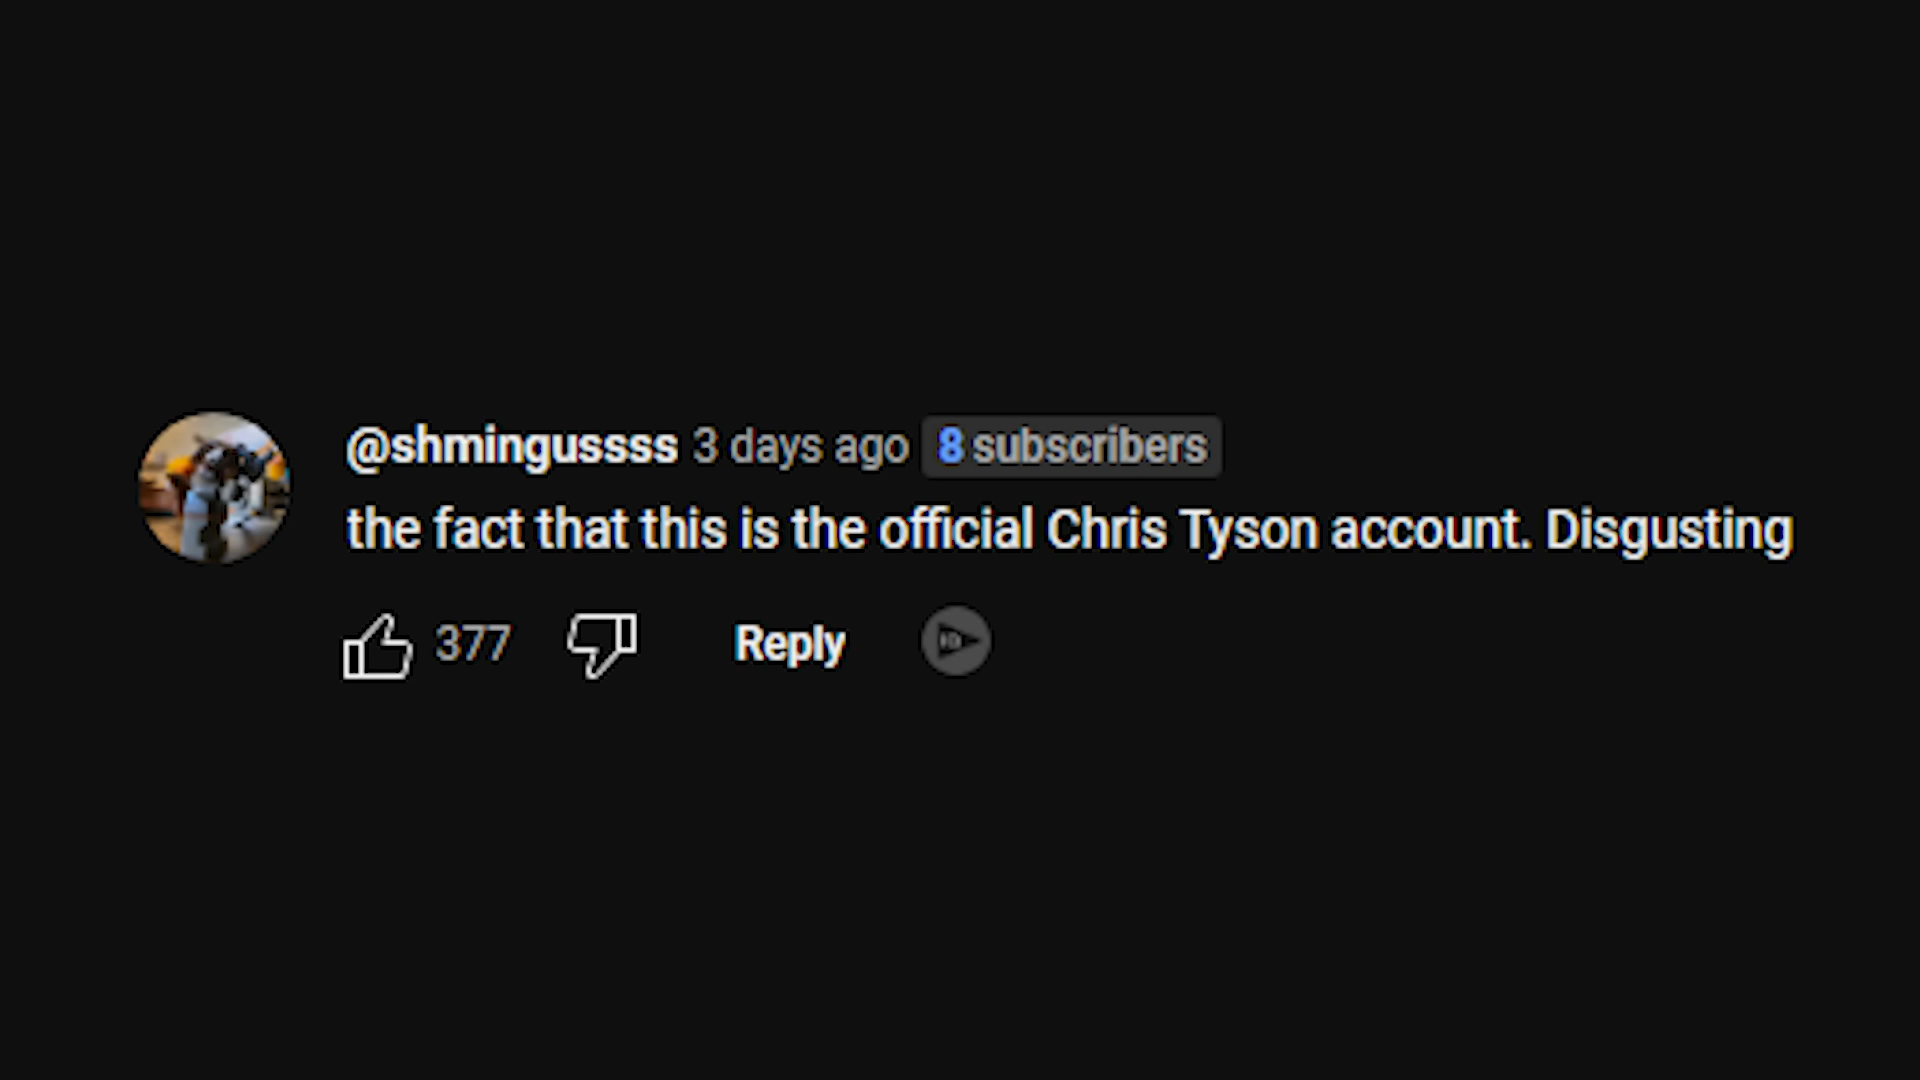 @shmingussss 3 days ago 8 subscribers
the fact that this is the official Chris Tyson account. Disgusting
377 Reply